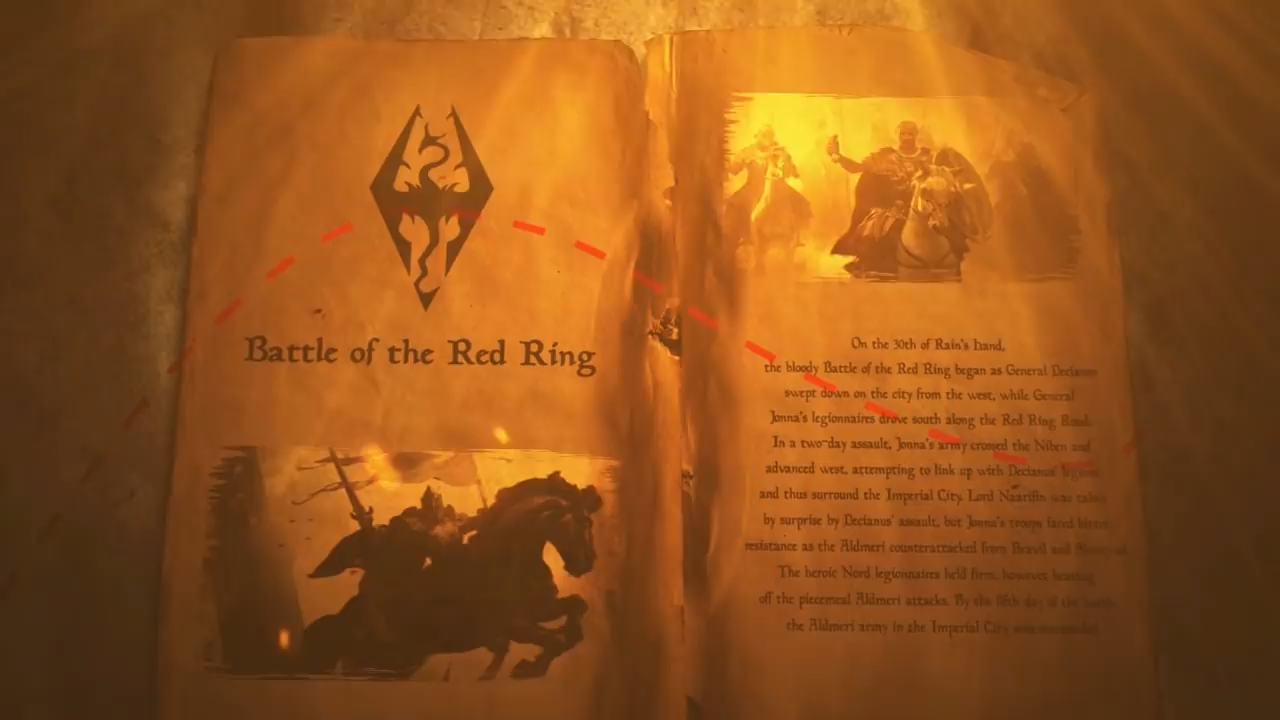 Battle of the Red Ring
On the 30th of Rain's Hand,
the bloody Battle of the Red Ring began as General Decianus
swept down on the city from the west, while General
Jonna's legionnaires drove south along the Red Ring Road.
In a two-day assault, Jonna's army crossed the Niben and
advanced west, attempting to link up with Decianus' legions
and thus surround the Imperial City. Lord Naarifin was taken
by surprise by Decianus' assault, but Jonna's troops faced bitter
resistance as the Aldmeri counterattacked from Bravil and
The heroic Nord legionnaires held firm, however beating
off the piecemeal Aldmeri attacks. By the fifth day of the battle
the Aldmeri army in the Imperial City was surrounded